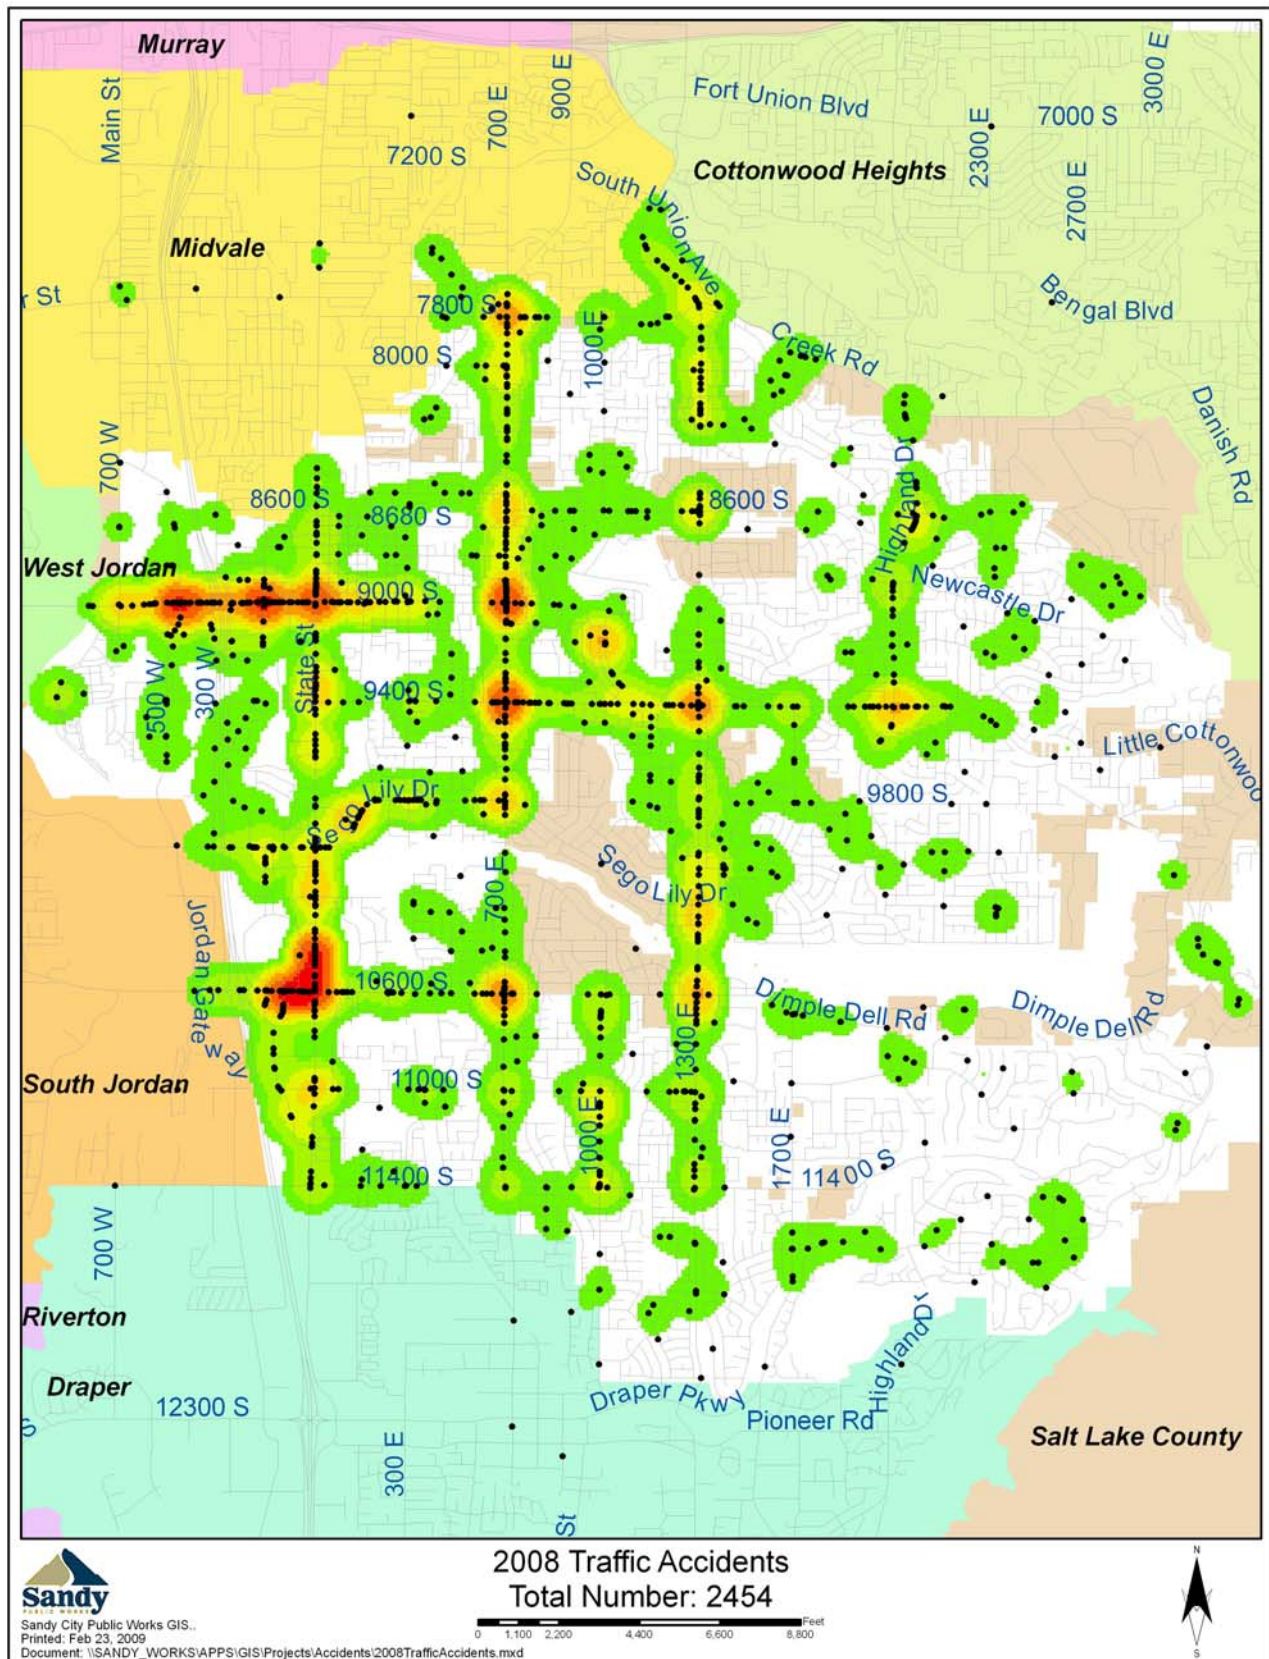 Murray
Main St
700 E
900 E
Fort Union Blvd
3000 E
7000 S
7200 S
2300 E
Cottonwood Heights
South Union Ave
2700 E
Midvale
r St
7800 S
Bengal Blvd
1000 E
8000 S
Creek Rd
Danish Rd
700 W
Highland Dr
8600 S
8600 S
8680 S
West Jordan
9000 S
Newcastle Dr
State St
500 W
300 W
9400 S
Little Cottonwoo
Sego Lily Dr
9800 S
700 E
Sego Lily Dr
Jordan Gateway
10600 S
Dimple Dell Rd
Dimple Dell Rd
1300 E
South Jordan
11000 S
1000 E
1700 E
11400 S
11400 S
700 W
Riverton
Highland Dr
Draper
Draper Pkwy
12300 S
Pioneer Rd
S
300 E
Salt Lake County
St
Sandy
PUBLIC WORKS
2008 Traffic Accidents
Total Number: 2454
N
Feet
0 1,100 2,200 4,400 6,600 8,800
S
Sandy City Public Works GIS..
Printed: Feb 23, 2009
Document: \\SANDY_WORKS\APPS\GIS\Projects\Accidents\2008TrafficAccidents.mxd